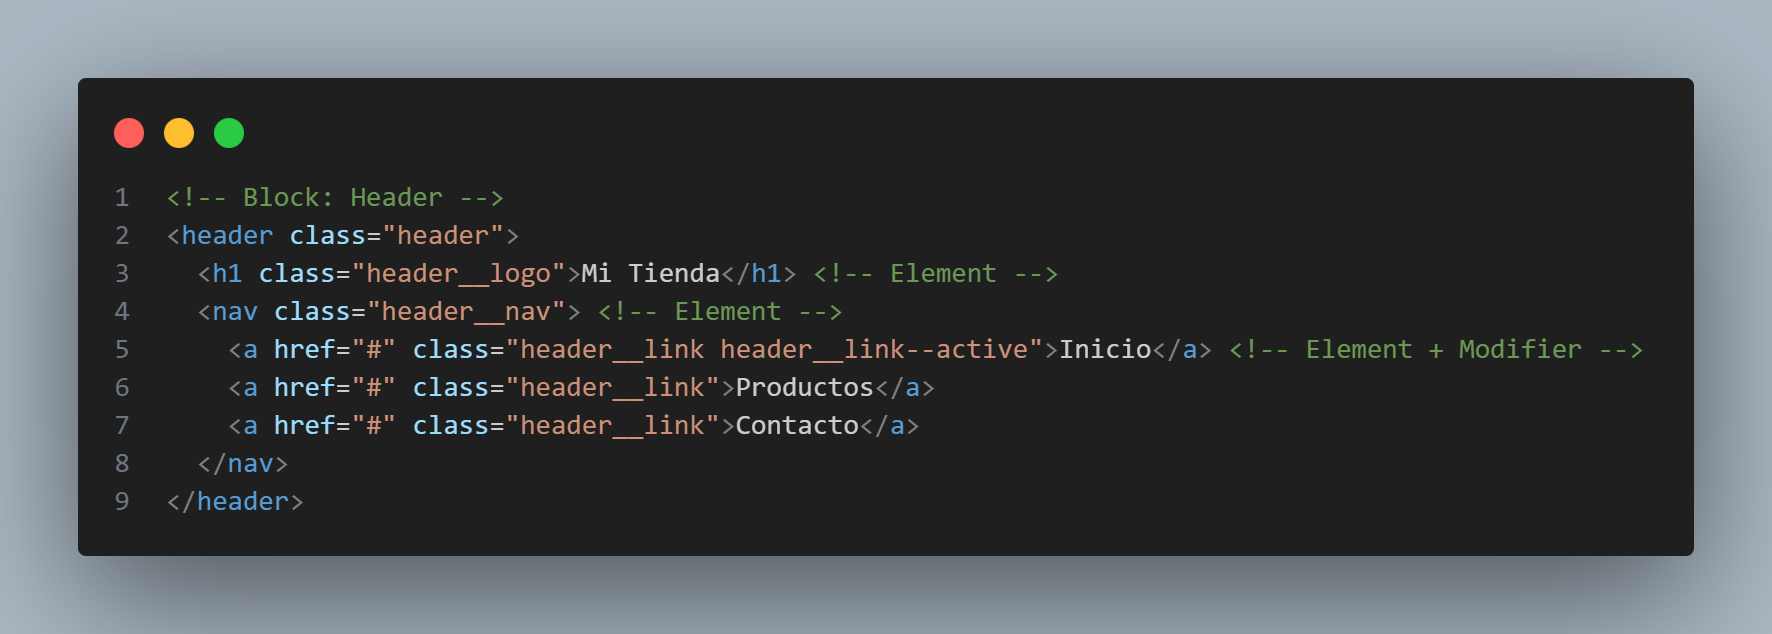 1 <!-- Block: Header -->
2 <header class="header">
3   <h1 class="header__logo">Mi Tienda</h1> <!-- Element -->
4   <nav class="header__nav"> <!-- Element -->
5     <a href="#" class="header__link header__link--active">Inicio</a> <!-- Element + Modifier -->
6     <a href="#" class="header__link">Productos</a>
7     <a href="#" class="header__link">Contacto</a>
8   </nav>
9 </header>